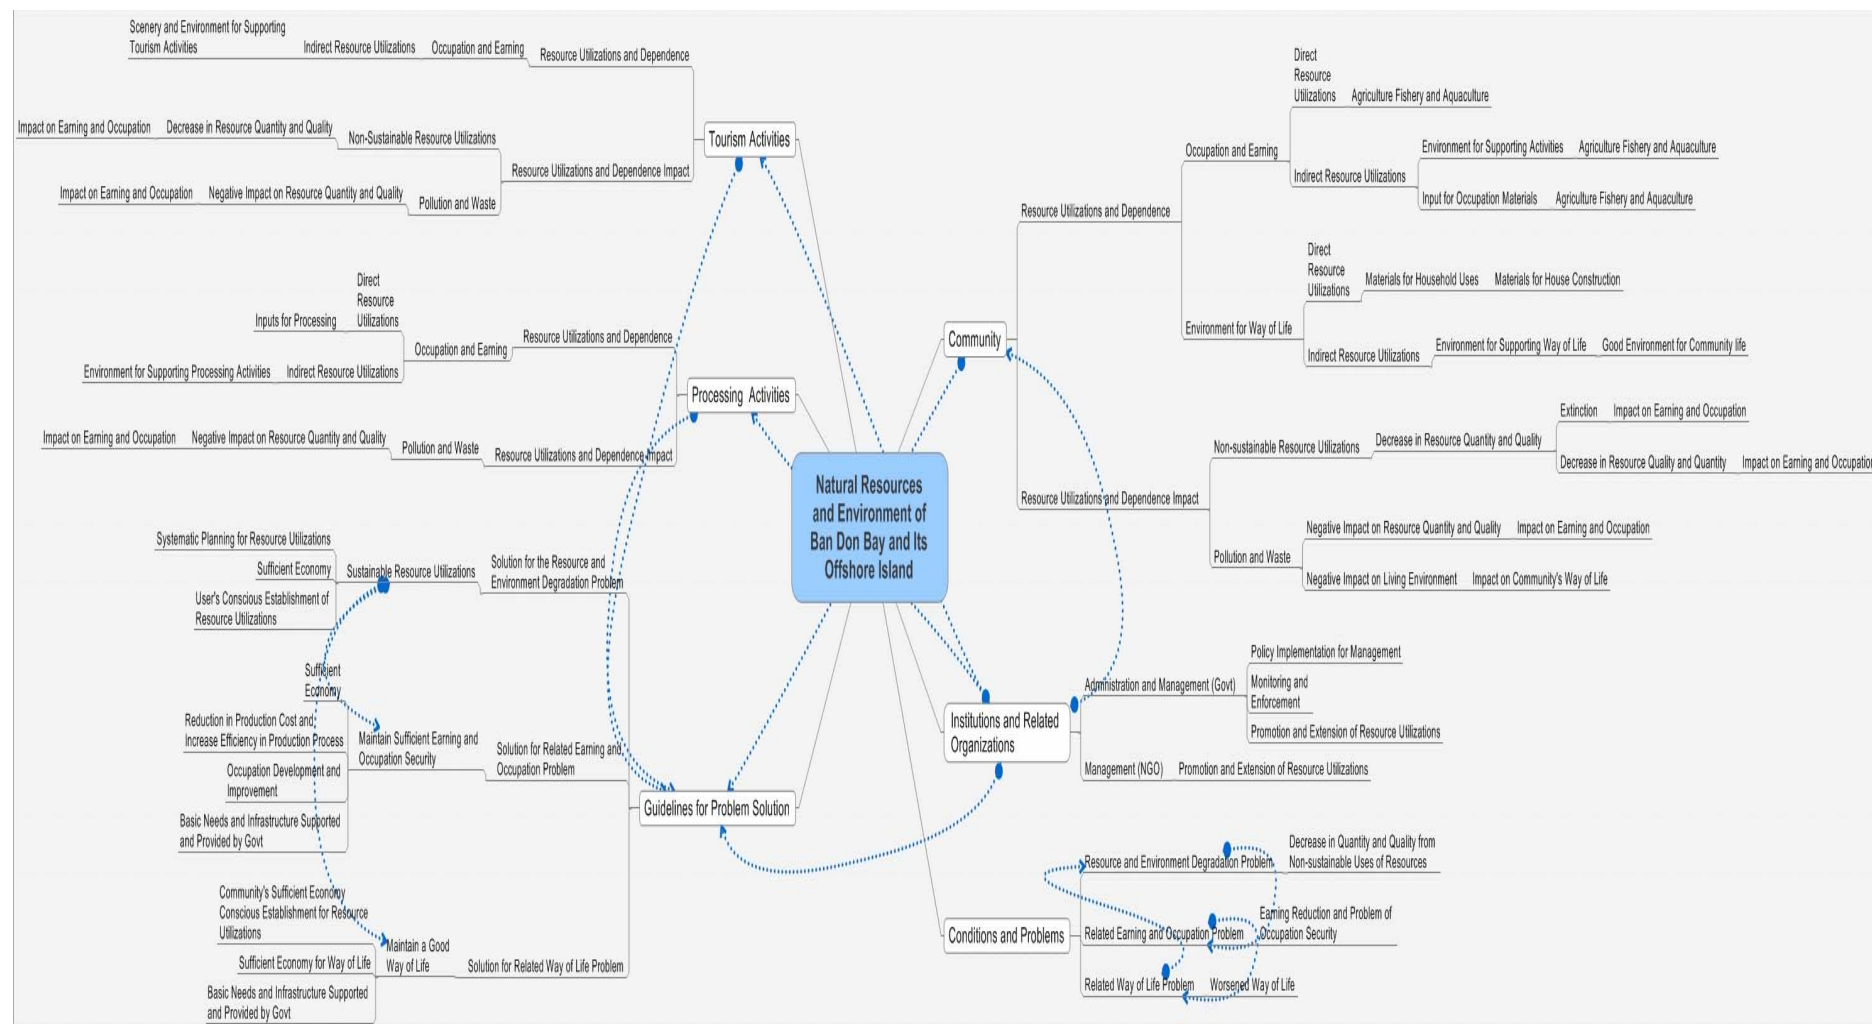 Scenery and Environment for Supporting
Tourism Activities
Indirect Resource Utilizations
Occupation and Earning
Resource Utilizations and Dependence
Impact on Earning and Occupation
Decrease in Resource Quantity and Quality
Non-Sustainable Resource Utilizations
Impact on Earning and Occupation
Negative Impact on Resource Quantity and Quality
Pollution and Waste
Resource Utilizations and Dependence Impact
Tourism Activities
Direct
Resource
Utilizations
Inputs for Processing
Occupation and Earning
Resource Utilizations and Dependence
Environment for Supporting Processing Activities
Indirect Resource Utilizations
Processing Activities
Impact on Earning and Occupation
Negative Impact on Resource Quantity and Quality
Pollution and Waste
Resource Utilizations and Dependence Impact
Natural Resources
and Environment of
Ban Don Bay and Its
Offshore Island
Systematic Planning for Resource Utilizations
Sufficient Economy
User's Conscious Establishment of
Resource Utilizations
Sustainable Resource Utilizations
Solution for the Resource and
Environment Degradation Problem
Sufficient
Economy
Reduction in Production Cost and
Increase Efficiency in Production Process
Occupation Development and
Improvement
Basic Needs and Infrastructure Supported
and Provided by Govt
Maintain Sufficient Earning and
Occupation Security
Solution for Related Earning and
Occupation Problem
Guidelines for Problem Solution
Community's Sufficient Economy
Conscious Establishment for Resource
Utilizations
Sufficient Economy for Way of Life
Basic Needs and Infrastructure Supported
and Provided by Govt
Maintain a Good
Way of Life
Solution for Related Way of Life Problem
Community
Resource Utilizations and Dependence
Occupation and Earning
Direct
Resource
Utilizations
Agriculture Fishery and Aquaculture
Indirect Resource Utilizations
Environment for Supporting Activities
Agriculture Fishery and Aquaculture
Input for Occupation Materials
Agriculture Fishery and Aquaculture
Environment for Way of Life
Direct
Resource
Utilizations
Materials for Household Uses
Materials for House Construction
Indirect Resource Utilizations
Environment for Supporting Way of Life
Good Environment for Community life
Resource Utilizations and Dependence Impact
Non-sustainable Resource Utilizations
Decrease in Resource Quantity and Quality
Extinction
Impact on Earning and Occupation
Decrease in Resource Quality and Quantity
Impact on Earning and Occupation
Pollution and Waste
Negative Impact on Resource Quantity and Quality
Impact on Earning and Occupation
Negative Impact on Living Environment
Impact on Community's Way of Life
Institutions and Related
Organizations
Administration and Management (Govt)
Policy Implementation for Management
Monitoring and
Enforcement
Promotion and Extension of Resource Utilizations
Management (NGO)
Promotion and Extension of Resource Utilizations
Conditions and Problems
Resource and Environment Degradation Problem
Decrease in Quantity and Quality from
Non-sustainable Uses of Resources
Related Earning and Occupation Problem
Earning Reduction and Problem of
Occupation Security
Related Way of Life Problem
Worsened Way of Life